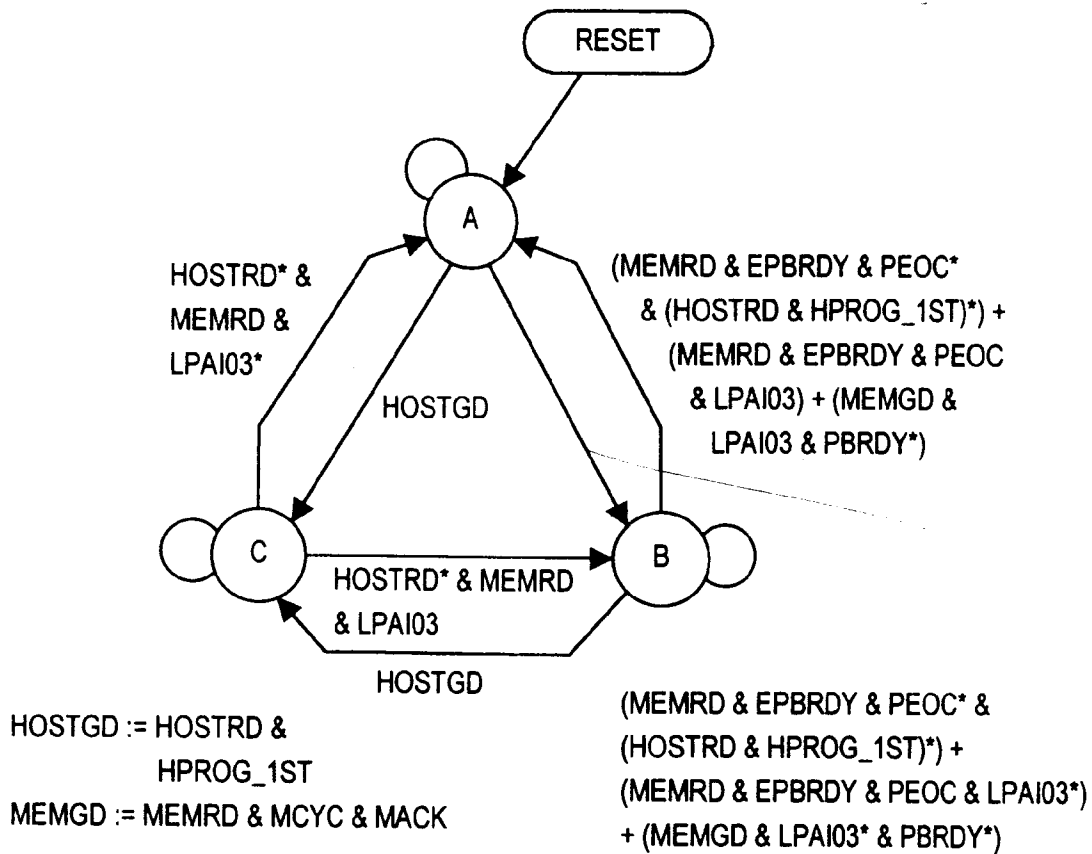 RESET
A
HOSTRD* &
MEMRD &
LPAI03*
(MEMRD & EPBRDY & PEOC*
& (HOSTRD & HPROG_1ST)*) +
(MEMRD & EPBRDY & PEOC
& LPAI03) + (MEMGD &
LPAI03 & PBRDY*)
HOSTGD
C
B
HOSTRD* & MEMRD
& LPAI03
HOSTGD
HOSTGD := HOSTRD &
HPROG_1ST
MEMGD := MEMRD & MCYC & MACK
(MEMRD & EPBRDY & PEOC* &
(HOSTRD & HPROG_1ST)*) +
(MEMRD & EPBRDY & PEOC & LPAI03*)
+ (MEMGD & LPAI03* & PBRDY*)